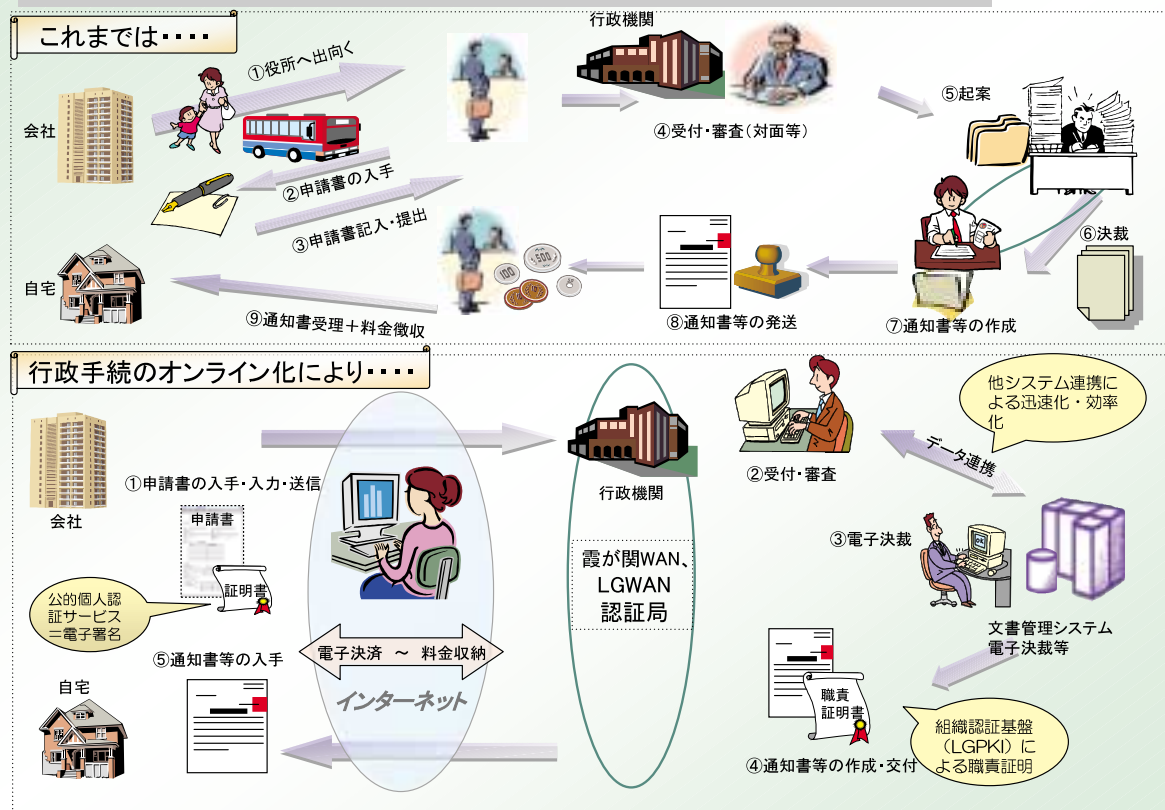 これまでは・・・・
会社
①役所へ出向く
②申請書の入手
③申請書記入・提出
行政機関
④受付・審査（対面等）
⑤起案
⑥決裁
⑦通知書等の作成
⑧通知書等の発送
100
500
⑨通知書受理＋料金徴収
自宅
行政手続のオンライン化により・・・・
会社
①申請書の入手・入力・送信
申請書
証明書
公的個人認
証サービス
＝電子署名
電子決済　～　料金収納
インターネット
行政機関
霞が関WAN、
LGWAN
認証局
②受付・審査
他システム連携に
よる迅速化・効率
化
データ連携
③電子決裁
文書管理システム
電子決裁等
職責
証明書
組織認証基盤
（LGPKI）に
よる職責証明
④通知書等の作成・交付
⑤通知書等の入手
自宅